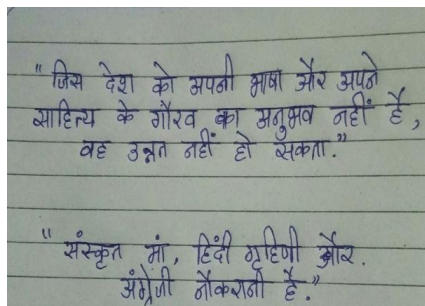 "जिस देश को अपनी भाषा और अपने
साहित्य के गौरव का अनुभव नहीं है,
वह उन्नत नहीं हो सकता."
"संस्कृत मां, हिंदी गृहिणी और.
अंग्रेजी नौकरानी है."